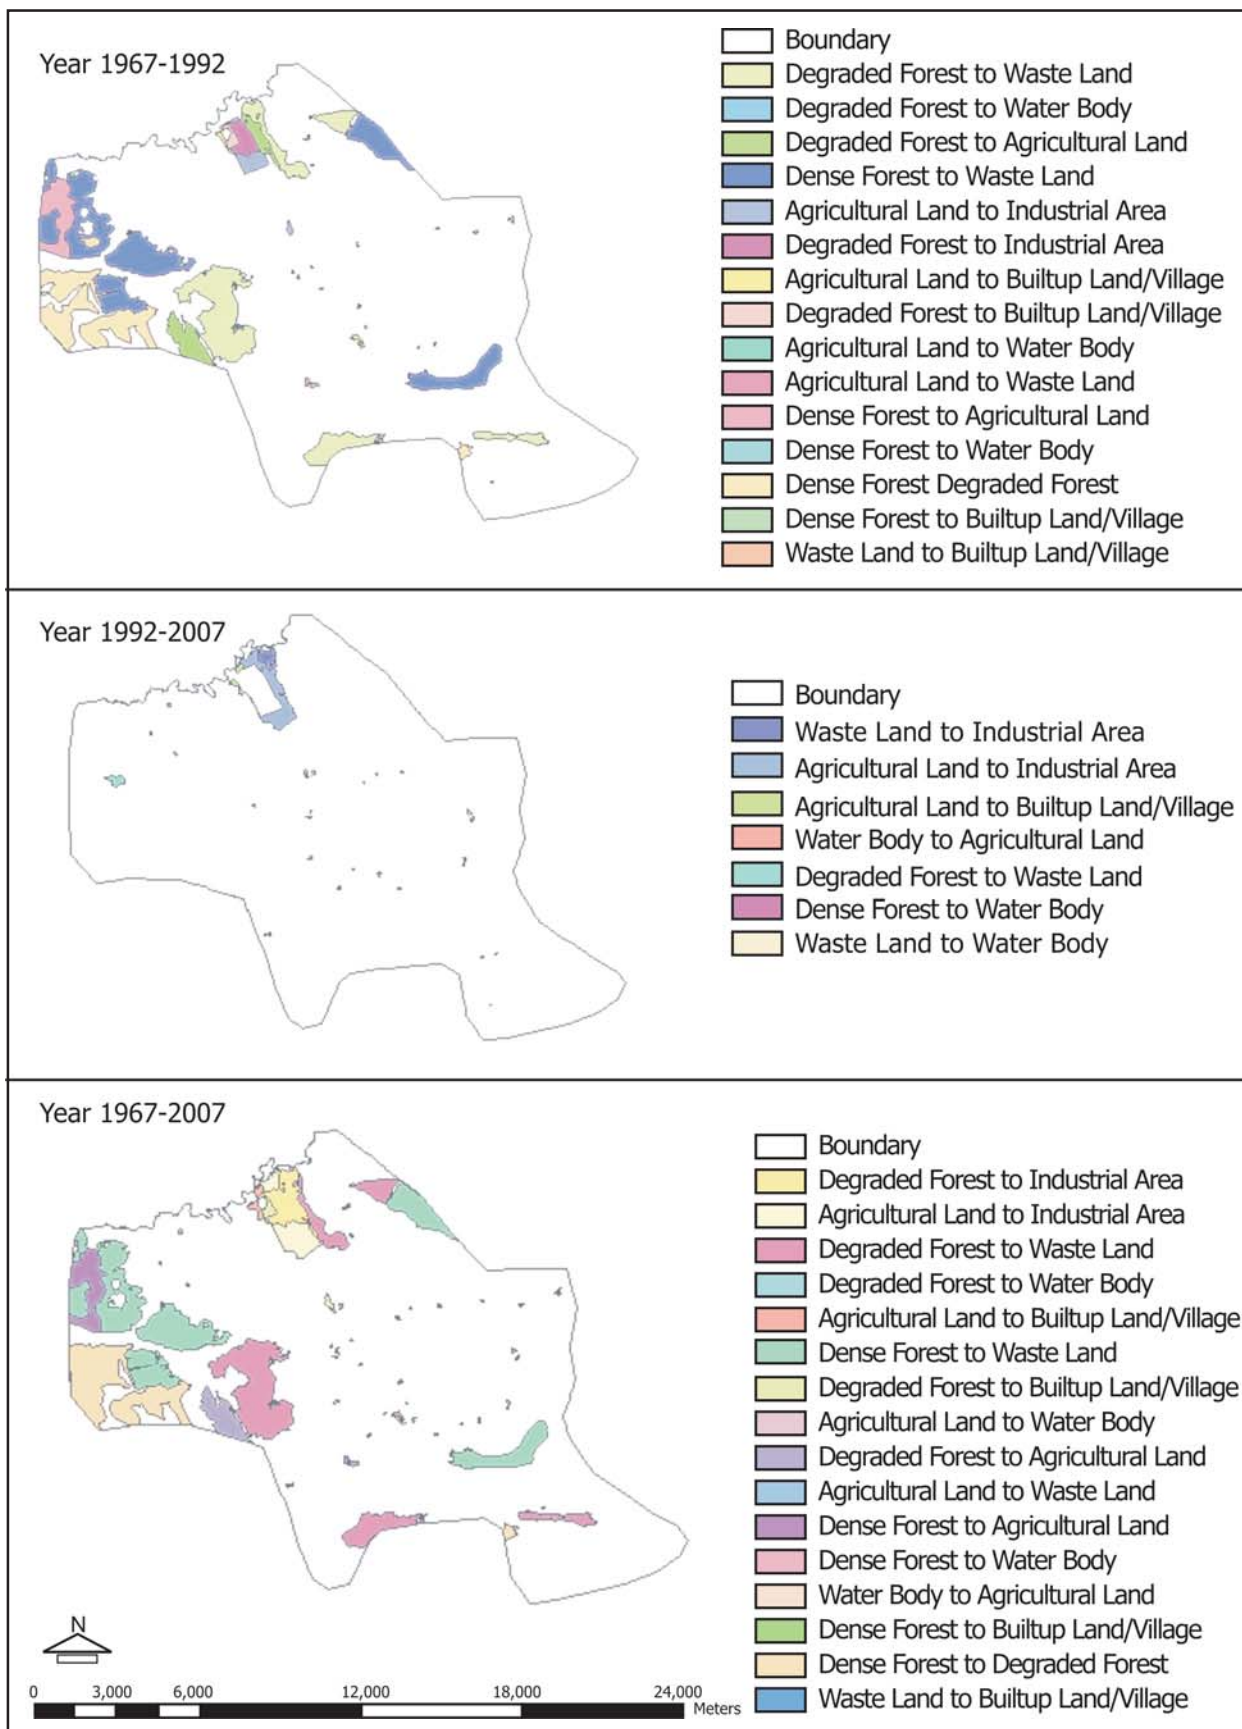 Year 1967-1992
Boundary
Degraded Forest to Waste Land
Degraded Forest to Water Body
Degraded Forest to Agricultural Land
Dense Forest to Waste Land
Agricultural Land to Industrial Area
Degraded Forest to Industrial Area
Agricultural Land to Builtup Land/Village
Degraded Forest to Builtup Land/Village
Agricultural Land to Water Body
Agricultural Land to Waste Land
Dense Forest to Agricultural Land
Dense Forest to Water Body
Dense Forest Degraded Forest
Dense Forest to Builtup Land/Village
Waste Land to Builtup Land/Village
Year 1992-2007
Boundary
Waste Land to Industrial Area
Agricultural Land to Industrial Area
Agricultural Land to Builtup Land/Village
Water Body to Agricultural Land
Degraded Forest to Waste Land
Dense Forest to Water Body
Waste Land to Water Body
Year 1967-2007
Boundary
Degraded Forest to Industrial Area
Agricultural Land to Industrial Area
Degraded Forest to Waste Land
Degraded Forest to Water Body
Agricultural Land to Builtup Land/Village
Dense Forest to Waste Land
Degraded Forest to Builtup Land/Village
Agricultural Land to Water Body
Degraded Forest to Agricultural Land
Agricultural Land to Waste Land
Dense Forest to Agricultural Land
Dense Forest to Water Body
Water Body to Agricultural Land
Dense Forest to Builtup Land/Village
Dense Forest to Degraded Forest
Waste Land to Builtup Land/Village
N
0 3,000 6,000 12,000 18,000 24,000
Meters